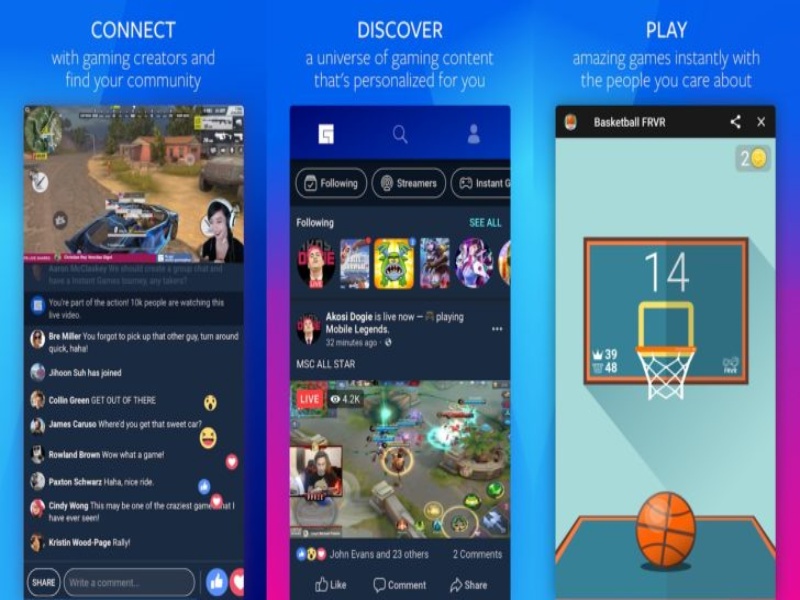 CONNECT
with gaming creators and
find your community
Aaron McClaskey We should create a group chat and
have a Instant Games tourney, any takers?
You're part of the action! 10k people are watching
this live video.
Bre Miller You forgot to pick up that other guy, turn around
quick, haha!
Jihoon Suh has joined
Collin Green GET OUT OF THERE
James Caruso Where'd you get that sweet car?
Rowland Brown Wow what a game!
Paxton Schwarz Haha, nice ride.
Cindy Wong This may be one of the craziest game
have ever seen!
Kristin Wood-Page Rally!
SHARE
Write a comment...
DISCOVER
a universe of gaming content
that's personalized for you
Following
Streamers
Instant G
Following
SEE ALL
LIVE
Akosi Dogie is live now — playing
Mobile Legends.
32 minutes ago
MSC ALL STAR
LIVE
4.2K
John Evans and 23 others
2 Comments
Like
Comment
Share
PLAY
amazing games instantly with
the people you care about
Basketball FRVR
2
14
39
48
FRVR